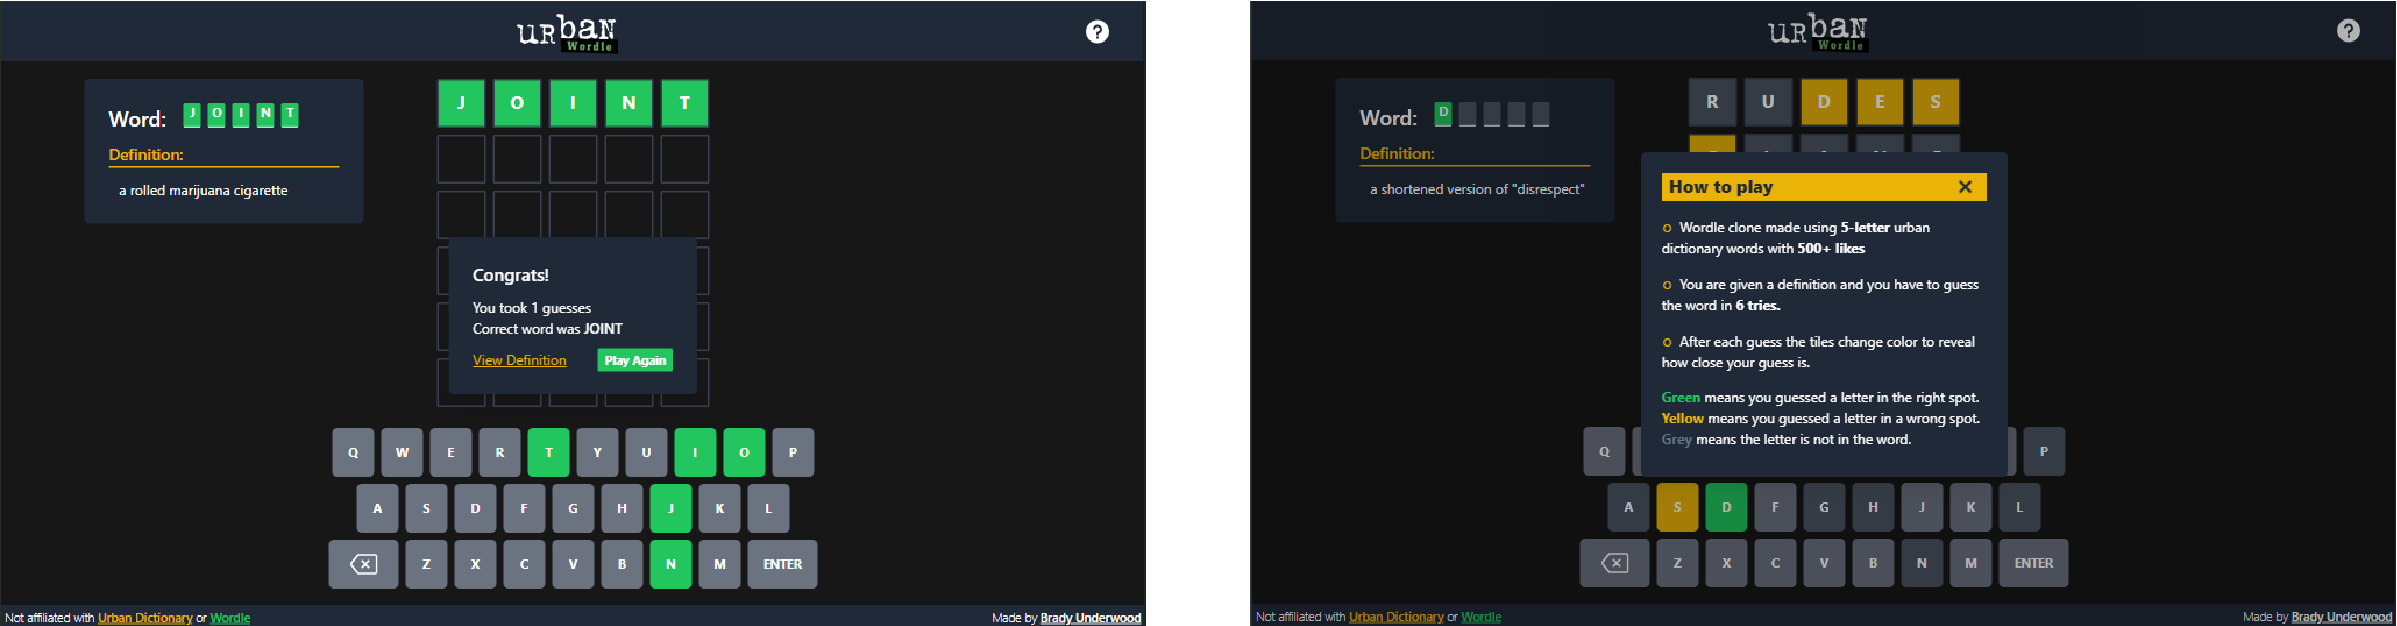 urban
Wordle
?
Word: J O I N T
Definition:
a rolled marijuana cigarette
J O I N T
Congrats!
You took 1 guesses
Correct word was JOINT
View Definition Play Again
Q W E R T Y U I O P
A S D F G H J K L
Z X C V B N M ENTER
Not affiliated with Urban Dictionary or Wordle
Made by Brady Underwood
urban
Wordle
?
Word: D
Definition:
a shortened version of "disrespect"
R U D E S
How to play
o Wordle clone made using 5-letter urban
dictionary words with 500+ likes
o You are given a definition and you have to guess
the word in 6 tries.
o After each guess the tiles change color to reveal
how close your guess is.
Green means you guessed a letter in the right spot.
Yellow means you guessed a letter in a wrong spot.
Grey means the letter is not in the word.
Q P
A S D F G H J K L
Z X C V B N M ENTER
Not affiliated with Urban Dictionary or Wordle
Made by Brady Underwood